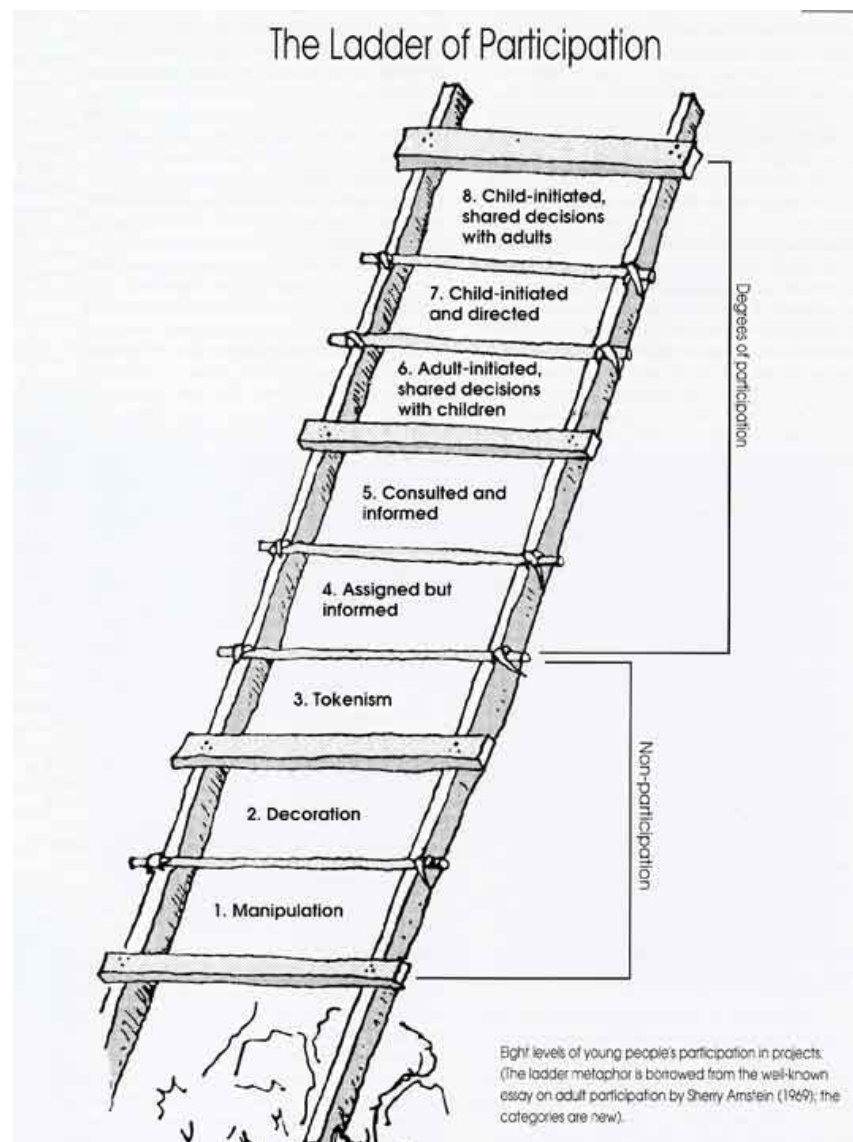 The Ladder of Participation
8. Child-initiated,
shared decisions
with adults
7. Child-initiated
and directed
6. Adult-initiated,
shared decisions
with children
5. Consulted and
informed
4. Assigned but
informed
3. Tokenism
2. Decoration
1. Manipulation
Degrees of participation
Non-participation
Eight levels of young people's participation in projects.
(The ladder metaphor is borrowed from the well-known
essay on adult participation by Sherry Arnstein (1969); the
categories are new).